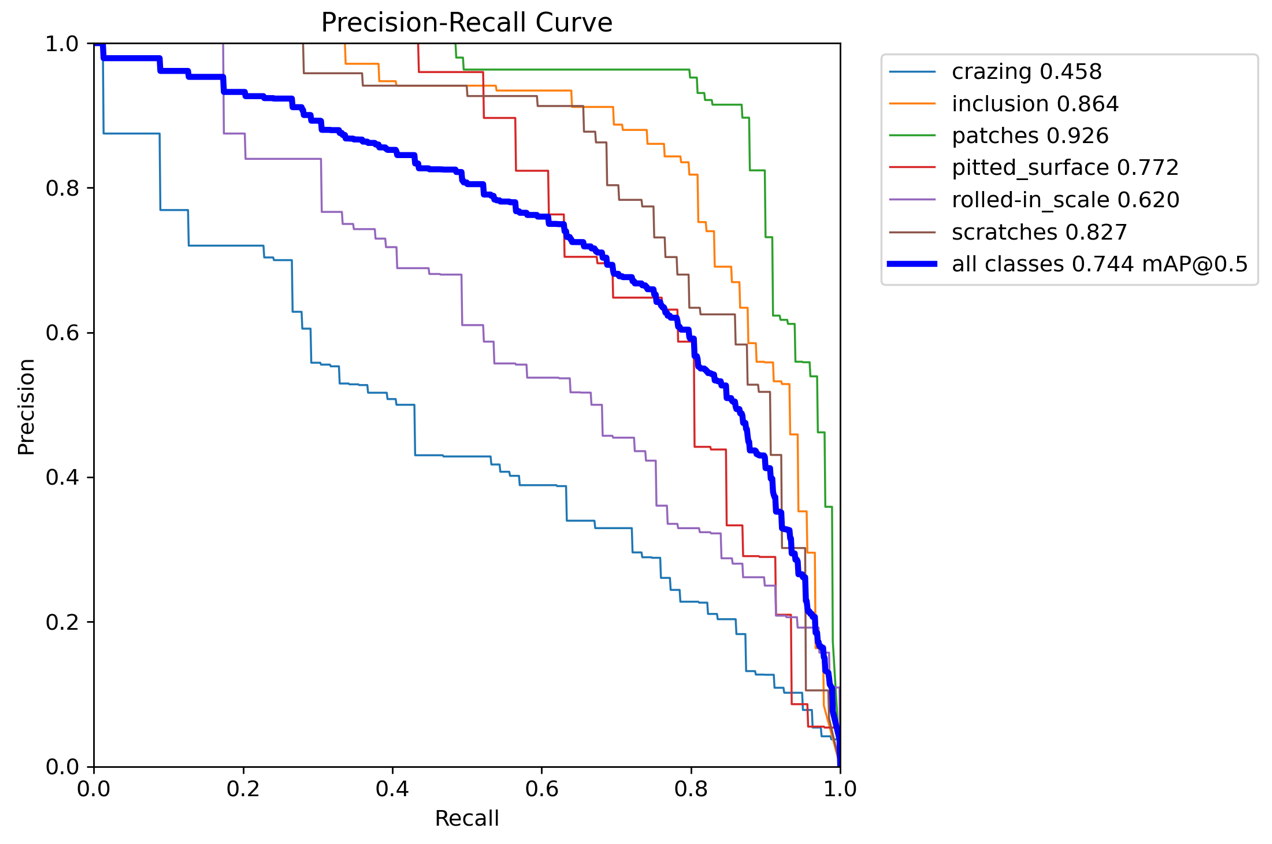 Precision-Recall Curve
1.0
0.8
0.6
0.4
0.2
0.0
Precision
0.0 0.2 0.4 0.6 0.8 1.0
Recall
crazing 0.458
inclusion 0.864
patches 0.926
pitted_surface 0.772
rolled-in_scale 0.620
scratches 0.827
all classes 0.744 mAP@0.5